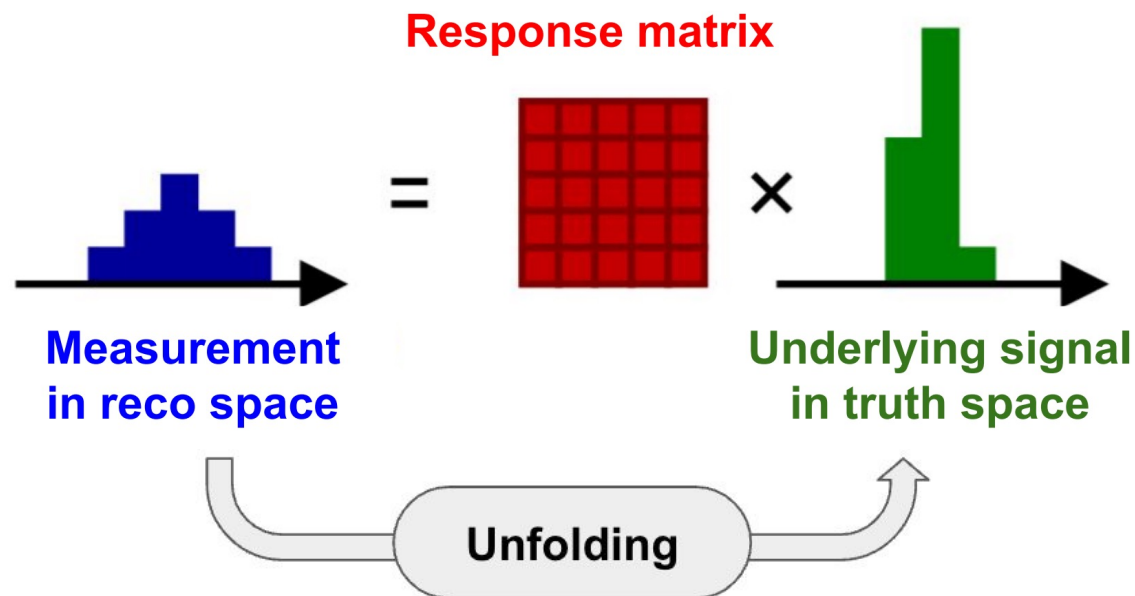 Response matrix
=
×
Measurement
in reco space
Underlying signal
in truth space
Unfolding